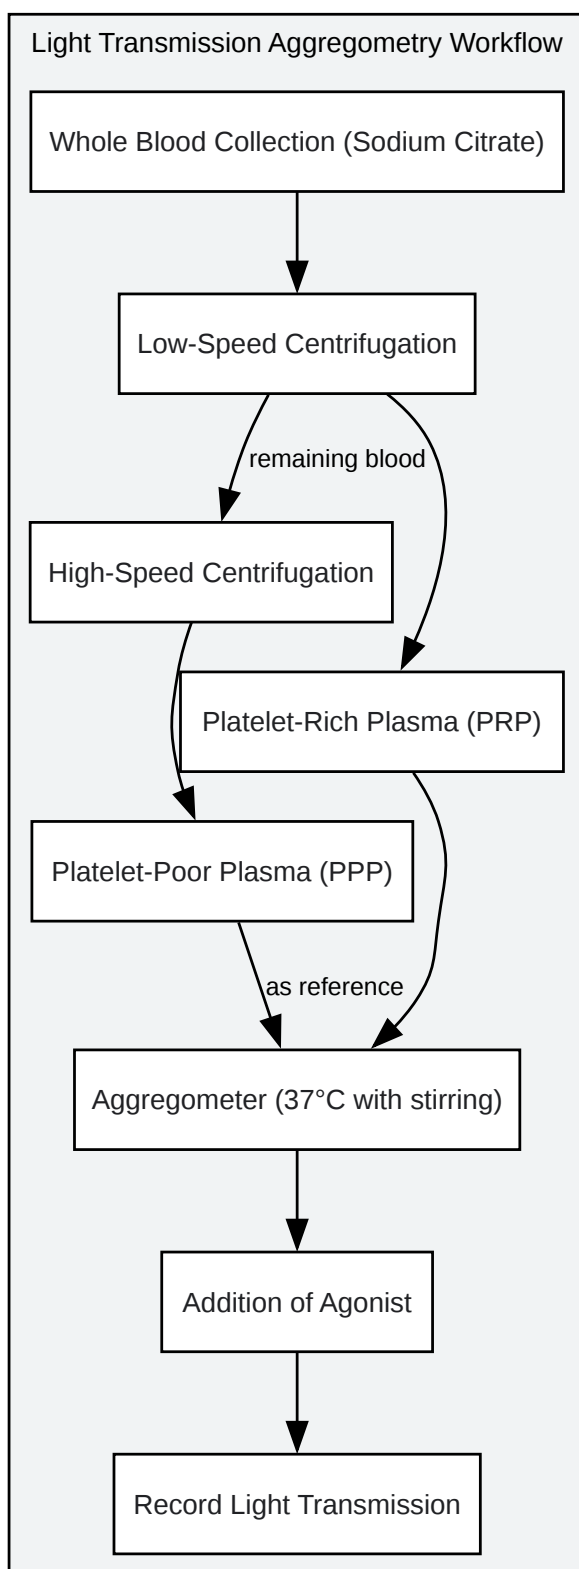 Light Transmission Aggregometry Workflow
Whole Blood Collection (Sodium Citrate)
Low-Speed Centrifugation
remaining blood
High-Speed Centrifugation
Platelet-Rich Plasma (PRP)
Platelet-Poor Plasma (PPP)
as reference
Aggregometer (37°C with stirring)
Addition of Agonist
Record Light Transmission